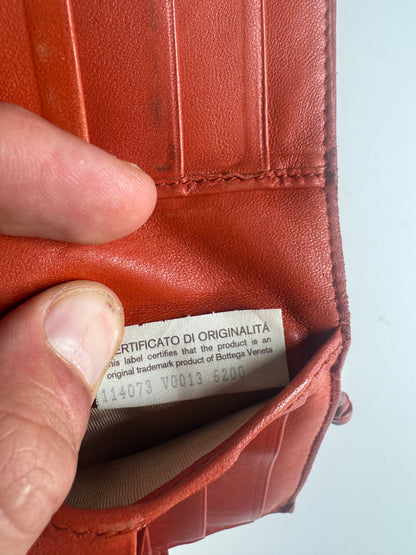 ERTIFICATO DI ORIGINALITÀ
his label certifies that the product is an
original trademark product of Bottega Veneta
114073 V0013 6200